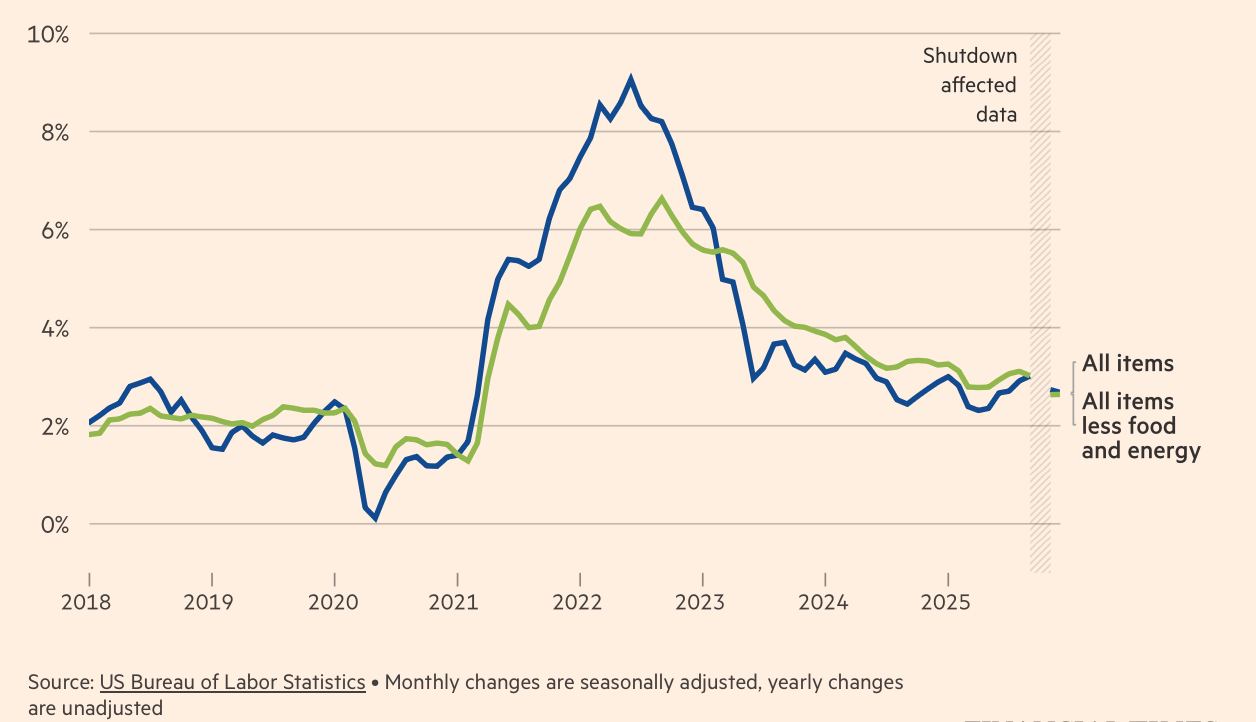 10%
Shutdown
affected
data
8%
6%
4%
All items
All items
less food
and energy
2%
0%
2018 2019 2020 2021 2022 2023 2024 2025
Source: US Bureau of Labor Statistics • Monthly changes are seasonally adjusted, yearly changes
are unadjusted